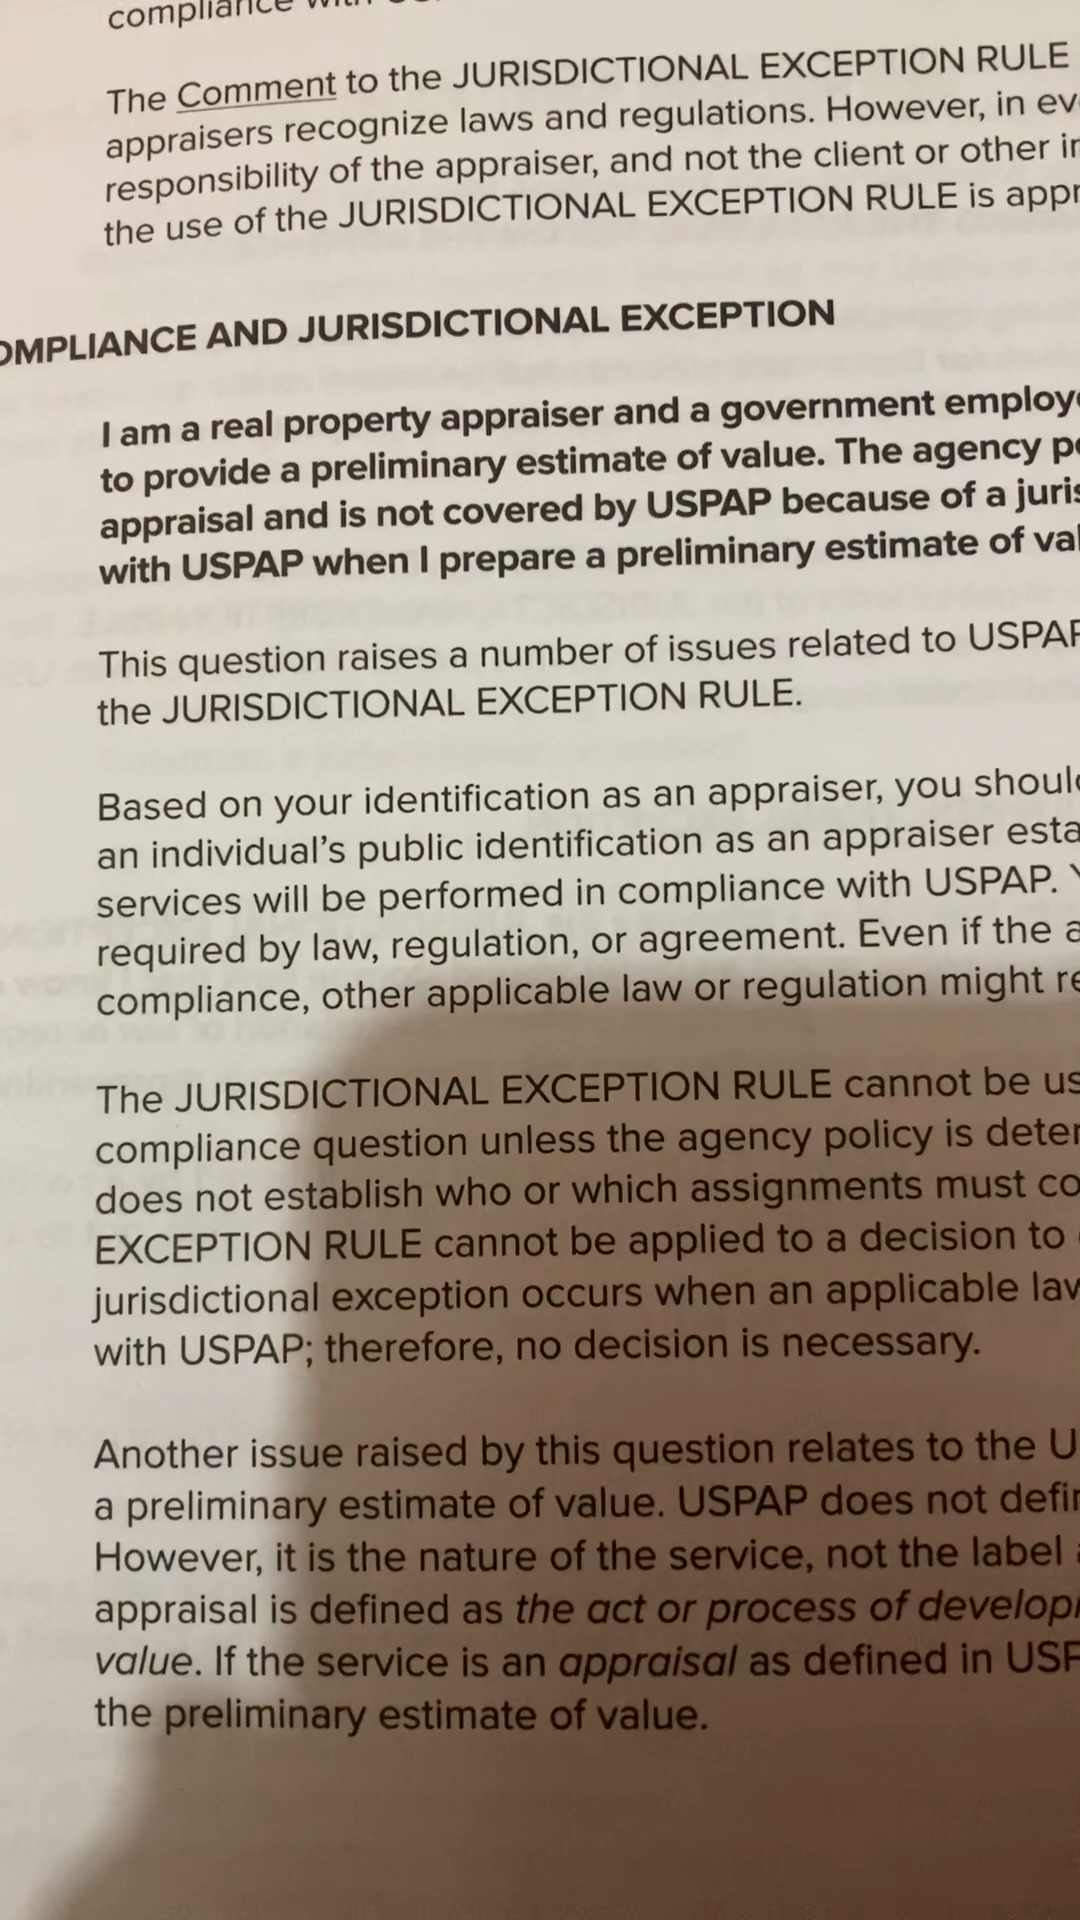 compliance with
The Comment to the JURISDICTIONAL EXCEPTION RULE
appraisers recognize laws and regulations. However, in ev
responsibility of the appraiser, and not the client or other
the use of the JURISDICTIONAL EXCEPTION RULE is appr
OMPLIANCE AND JURISDICTIONAL EXCEPTION
I am a real property appraiser and a government employ
to provide a preliminary estimate of value. The agency p
appraisal and is not covered by USPAP because of a juris
with USPAP when I prepare a preliminary estimate of val
This question raises a number of issues related to USPAP
the JURISDICTIONAL EXCEPTION RULE.
Based on your identification as an appraiser, you should
an individual's public identification as an appraiser esta
services will be performed in compliance with USPAP.
required by law, regulation, or agreement. Even if the a
compliance, other applicable law or regulation might re
The JURISDICTIONAL EXCEPTION RULE cannot be us
compliance question unless the agency policy is deter
does not establish who or which assignments must co
EXCEPTION RULE cannot be applied to a decision to
jurisdictional exception occurs when an applicable law
with USPAP; therefore, no decision is necessary.
Another issue raised by this question relates to the U
a preliminary estimate of value. USPAP does not defin
However, it is the nature of the service, not the label
appraisal is defined as the act or process of developi
value. If the service is an appraisal as defined in USP
the preliminary estimate of value.